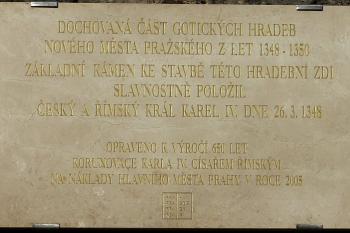 DOCHOVANÁ ČÁST GOTICKÝCH HRADEB
NOVÉHO MĚSTA PRAŽSKÉHO Z LET 1348 - 1350
ZÁKLADNÍ KÁMEN KE STAVBĚ TÉTO HRADEBNÍ ZDI
SLAVNOSTNĚ POLOŽIL
ČESKÝ A ŘÍMSKÝ KRÁL KAREL IV. DNE 26. 3. 1348
OPRAVENO K VÝROČÍ 650 LET
KORUNOVACE KARLA IV. CÍSAŘEM ŘÍMSKÝM
NA NÁKLADY HLAVNÍHO MĚSTA PRAHY V ROCE 2005